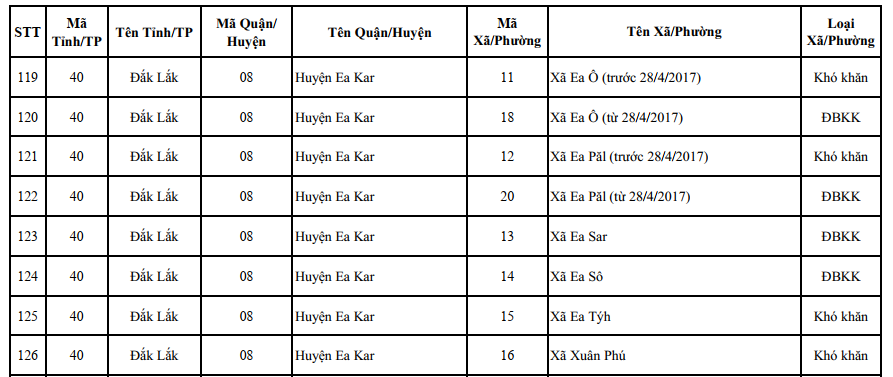 STT Mã Tỉnh/TP Tên Tỉnh/TP Mã Quận/ Huyện Tên Quận/Huyện Mã Xã/Phường Tên Xã/Phường Loại Xã/Phường
119 40 Đắk Lắk 08 Huyện Ea Kar 11 Xã Ea Ô (trước 28/4/2017) Khó khăn
120 40 Đắk Lắk 08 Huyện Ea Kar 18 Xã Ea Ô (từ 28/4/2017) ĐBKK
121 40 Đắk Lắk 08 Huyện Ea Kar 12 Xã Ea Păl (trước 28/4/2017) Khó khăn
122 40 Đắk Lắk 08 Huyện Ea Kar 20 Xã Ea Păl (từ 28/4/2017) ĐBKK
123 40 Đắk Lắk 08 Huyện Ea Kar 13 Xã Ea Sar ĐBKK
124 40 Đắk Lắk 08 Huyện Ea Kar 14 Xã Ea Sô ĐBKK
125 40 Đắk Lắk 08 Huyện Ea Kar 15 Xã Ea Týh Khó khăn
126 40 Đắk Lắk 08 Huyện Ea Kar 16 Xã Xuân Phú Khó khăn